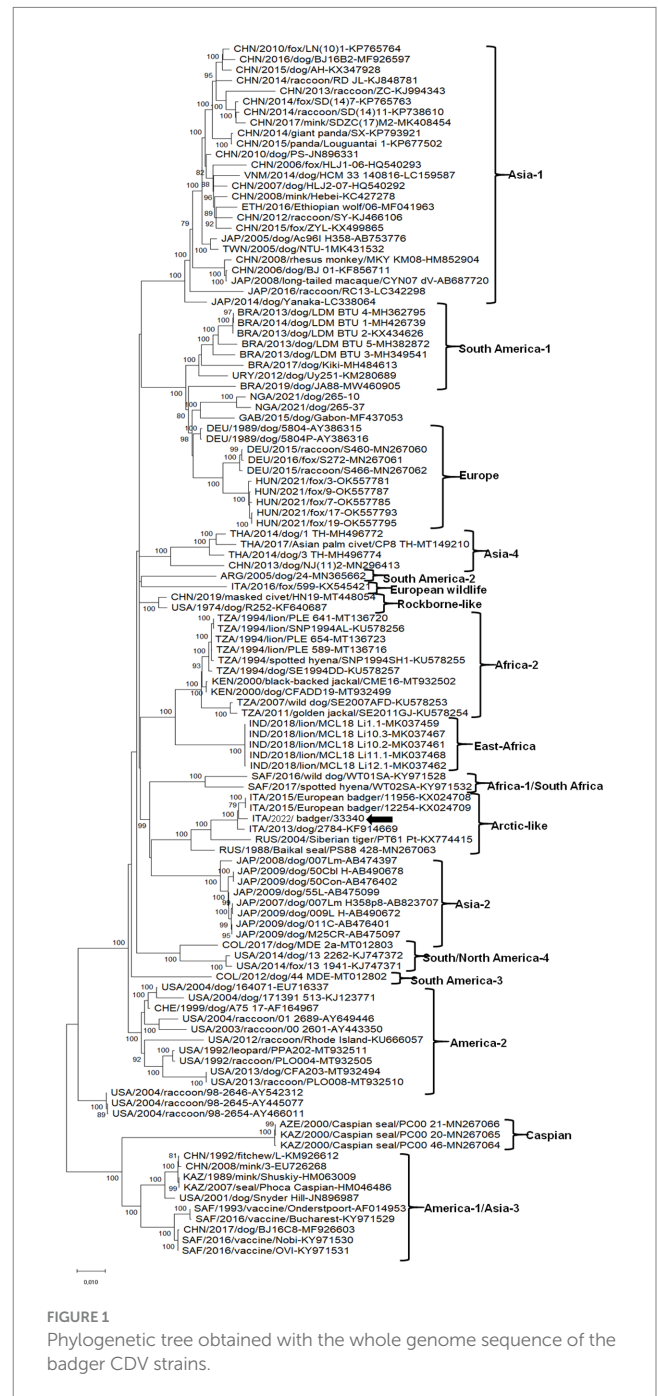 CHN/2010/fox/LN(10)1-KP765764
CHN/2016/dog/BJ16B2-MF926597
CHN/2015/dog/AH-KX347928
CHN/2014/raccoon/RD JL-KJ848781
CHN/2013/raccoon/ZC-KJ994343
CHN/2014/fox/SD(14)7-KP765763
CHN/2014/raccoon/SD(14)11-KP738610
CHN/2017/mink/SDZC(17)M2-MK408454
CHN/2014/giant panda/SX-KP793921
CHN/2015/panda/Louguantai 1-KP677502
CHN/2010/dog/PS-JN896331
CHN/2006/fox/HLJ1-06-HQ540293
VNM/2014/dog/HCM 33 140816-LC159587
CHN/2007/dog/HLJ2-07-HQ540292
CHN/2008/mink/Hebei-KC427278
ETH/2016/Ethiopian wolf/06-MF041963
CHN/2012/raccoon/SY-KJ466106
CHN/2015/fox/ZYL-KX499865
JAP/2005/dog/Ac96I H358-AB753776
TWN/2005/dog/NTU-1MK431532
CHN/2008/rhesus monkey/MKY KM08-HM852904
CHN/2006/dog/BJ 01-KF856711
JAP/2008/long-tailed macaque/CYN07 dV-AB687720
JAP/2016/raccoon/RC13-LC342298
JAP/2014/dog/Yanaka-LC338064
Asia-1
BRA/2013/dog/LDM BTU 4-MH362795
BRA/2014/dog/LDM BTU 1-MH426739
BRA/2013/dog/LDM BTU 2-KX434626
BRA/2013/dog/LDM BTU 5-MH382872
BRA/2013/dog/LDM BTU 3-MH349541
BRA/2017/dog/Kiki-MH484613
URY/2012/dog/Uy251-KM280689
BRA/2019/dog/JA88-MW460905
South America-1
NGA/2021/dog/265-10
NGA/2021/dog/265-37
GAB/2015/dog/Gabon-MF437053
DEU/1989/dog/5804-AY386315
DEU/1989/dog/5804P-AY386316
DEU/2015/raccoon/S460-MN267060
DEU/2016/fox/S272-MN267061
DEU/2015/raccoon/S466-MN267062
HUN/2021/fox/3-OK557781
HUN/2021/fox/9-OK557787
HUN/2021/fox/7-OK557785
HUN/2021/fox/17-OK557793
HUN/2021/fox/19-OK557795
Europe
THA/2014/dog/1 TH-MH496772
THA/2017/Asian palm civet/CP8 TH-MT149210
THA/2014/dog/3 TH-MH496774
CHN/2013/dog/NJ(11)2-MN296413
Asia-4
ARG/2005/dog/24-MN365662
South America-2
ITA/2016/fox/599-KX545421
European wildlife
CHN/2019/masked civet/HN19-MT448054
USA/1974/dog/R252-KF640687
Rockborne-like
TZA/1994/lion/PLE 641-MT136720
TZA/1994/lion/SNP1994AL-KU578256
TZA/1994/lion/PLE 654-MT136723
TZA/1994/lion/PLE 589-MT136716
TZA/1994/spotted hyena/SNP1994SH1-KU578255
TZA/1994/dog/SE1994DD-KU578257
KEN/2000/black-backed jackal/CME16-MT932502
KEN/2000/dog/CFADD19-MT932499
TZA/2007/wild dog/SE2007AFD-KU578253
TZA/2011/golden jackal/SE2011GJ-KU578254
Africa-2
IND/2018/lion/MCL18 Li1.1-MK037459
IND/2018/lion/MCL18 Li10.3-MK037467
IND/2018/lion/MCL18 Li10.2-MK037461
IND/2018/lion/MCL18 Li11.1-MK037468
IND/2018/lion/MCL18 Li12.1-MK037462
East-Africa
SAF/2016/wild dog/WT01SA-KY971528
SAF/2017/spotted hyena/WT02SA-KY971532
Africa-1/South Africa
ITA/2015/European badger/11956-KX024708
ITA/2015/European badger/12254-KX024709
ITA/2022/ badger/33340
ITA/2013/dog/2784-KF914669
RUS/2004/Siberian tiger/PT61 Pt-KX774415
RUS/1988/Baikal seal/PS88 428-MN267063
Arctic-like
JAP/2008/dog/007Lm-AB474397
JAP/2009/dog/50Cbl H-AB490678
JAP/2009/dog/50Con-AB476402
JAP/2009/dog/55L-AB475099
JAP/2007/dog/007Lm H358p8-AB823707
JAP/2009/dog/009L H-AB490672
JAP/2009/dog/011C-AB476401
JAP/2009/dog/M25CR-AB475097
Asia-2
COL/2017/dog/MDE 2a-MT012803
USA/2014/dog/13 2262-KJ747372
USA/2014/fox/13 1941-KJ747371
South/North America-4
COL/2012/dog/44 MDE-MT012802
South America-3
USA/2004/dog/164071-EU716337
USA/2004/dog/171391 513-KJ123771
CHE/1999/dog/A75 17-AF164967
USA/2004/raccoon/01 2689-AY649446
USA/2003/raccoon/00 2601-AY443350
USA/2012/raccoon/Rhode Island-KU666057
USA/1992/leopard/PPA202-MT932511
USA/1992/raccoon/PLO004-MT932505
USA/2013/dog/CFA203-MT932494
USA/2013/raccoon/PLO008-MT932510
America-2
USA/2004/raccoon/98-2646-AY542312
USA/2004/raccoon/98-2645-AY445077
USA/2004/raccoon/98-2654-AY466011
AZE/2000/Caspian seal/PC00 21-MN267066
KAZ/2000/Caspian seal/PC00 20-MN267065
KAZ/2000/Caspian seal/PC00 46-MN267064
Caspian
CHN/1992/fitchew/L-KM926612
CHN/2008/mink/3-EU726268
KAZ/1989/mink/Shuskiy-HM063009
KAZ/2007/seal/Phoca Caspian-HM046486
USA/2001/dog/Snyder Hill-JN896987
SAF/1993/vaccine/Onderstpoort-AF014953
SAF/2016/vaccine/Bucharest-KY971529
CHN/2017/dog/BJ16C8-MF926603
SAF/2016/vaccine/Nobi-KY971530
SAF/2016/vaccine/OVI-KY971531
America-1/Asia-3
0,010
FIGURE 1
Phylogenetic tree obtained with the whole genome sequence of the
badger CDV strains.